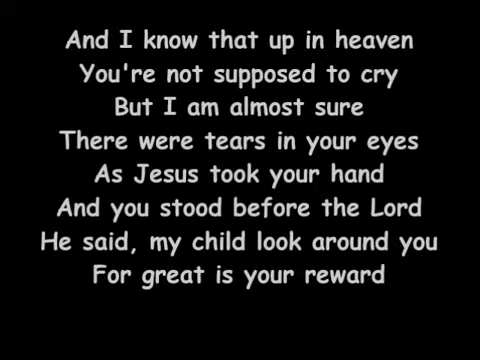 And I know that up in heaven
You're not supposed to cry
But I am almost sure
There were tears in your eyes
As Jesus took your hand
And you stood before the Lord
He said, my child look around you
For great is your reward